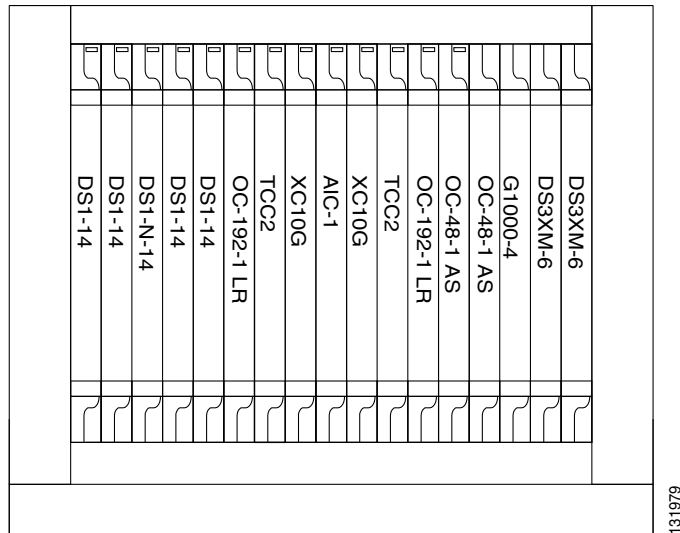 DS1-14
DS1-14
DS1-N-14
DS1-14
DS1-14
OC-192-1 LR
TCC2
XC10G
AIC-1
XC10G
TCC2
OC-192-1 LR
OC-48-1 AS
OC-48-1 AS
G1000-4
DS3XM-6
DS3XM-6
131979